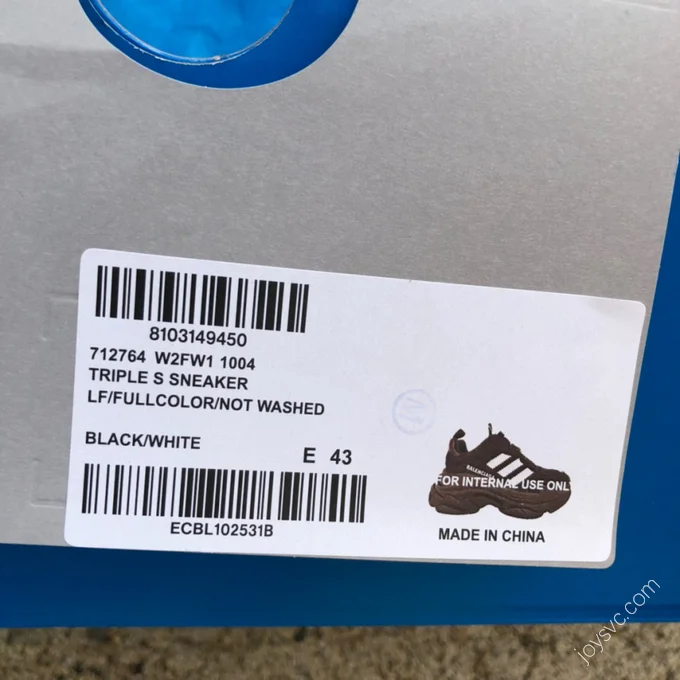 8103149450
712764 W2FW1 1004
TRIPLE S SNEAKER
LF/FULLCOLOR/NOT WASHED
BLACK/WHITE
E 43
ECBL102531B
BALENCIAGA
FOR INTERNAL USE ONLY
MADE IN CHINA
joysvc.com